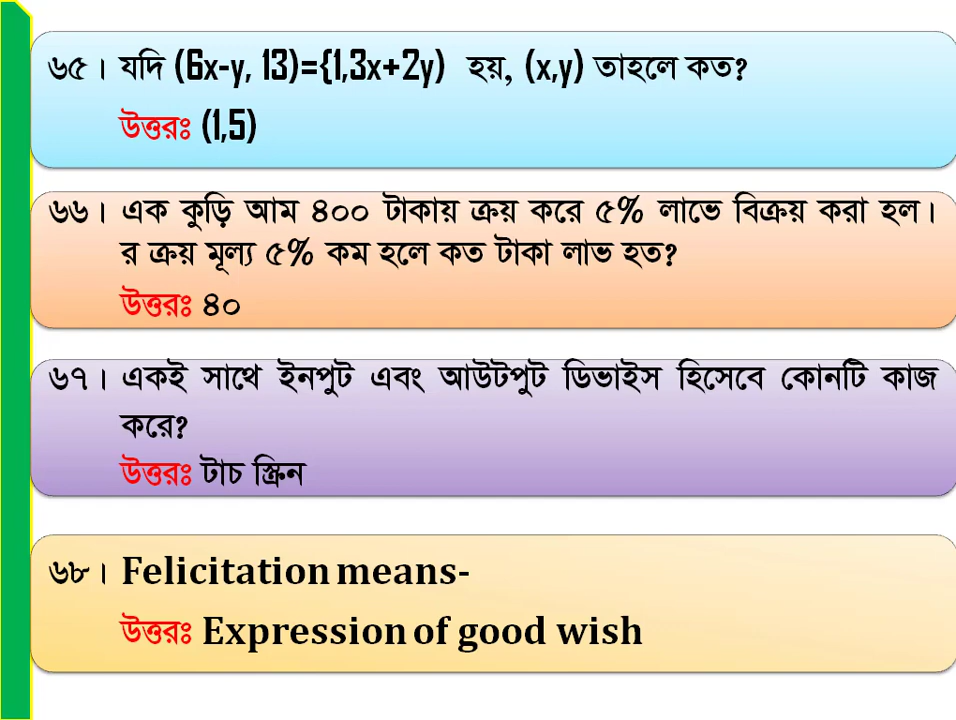 ৬৫। যদি (6x-y, 13)={1,3x+2y) হয়, (x,y) তাহলে কত?
উত্তরঃ (1,5)
৬৬। এক কুড়ি আম ৪০০ টাকায় ক্রয় করে ৫% লাভে বিক্রয় করা হল।
র ক্রয় মূল্য ৫% কম হলে কত টাকা লাভ হত?
উত্তরঃ ৪০
৬৭। একই সাথে ইনপুট এবং আউটপুট ডিভাইস হিসেবে কোনটি কাজ
করে?
উত্তরঃ টাচ স্ক্রিন
৬৮। Felicitation means-
উত্তরঃ Expression of good wish